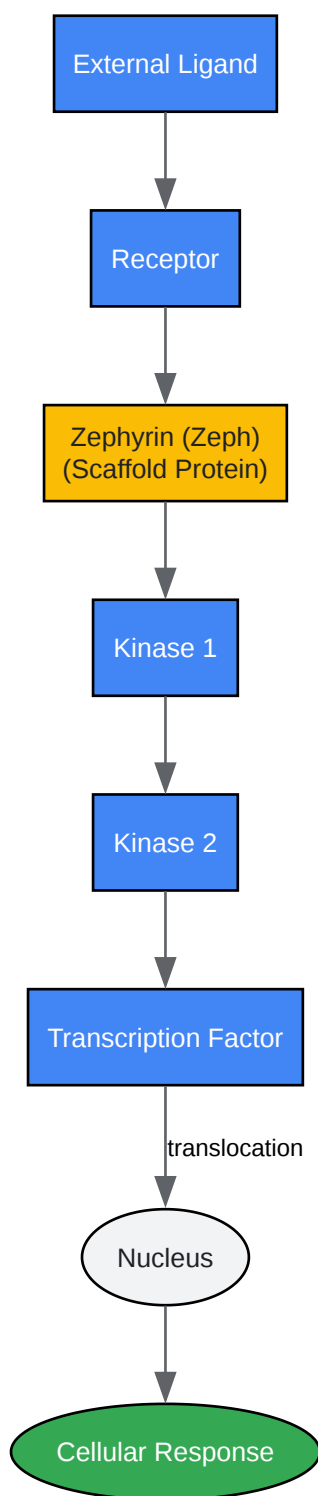 External Ligand
Receptor
Zephyrin (Zeph)
(Scaffold Protein)
Kinase 1
Kinase 2
Transcription Factor
translocation
Nucleus
Cellular Response